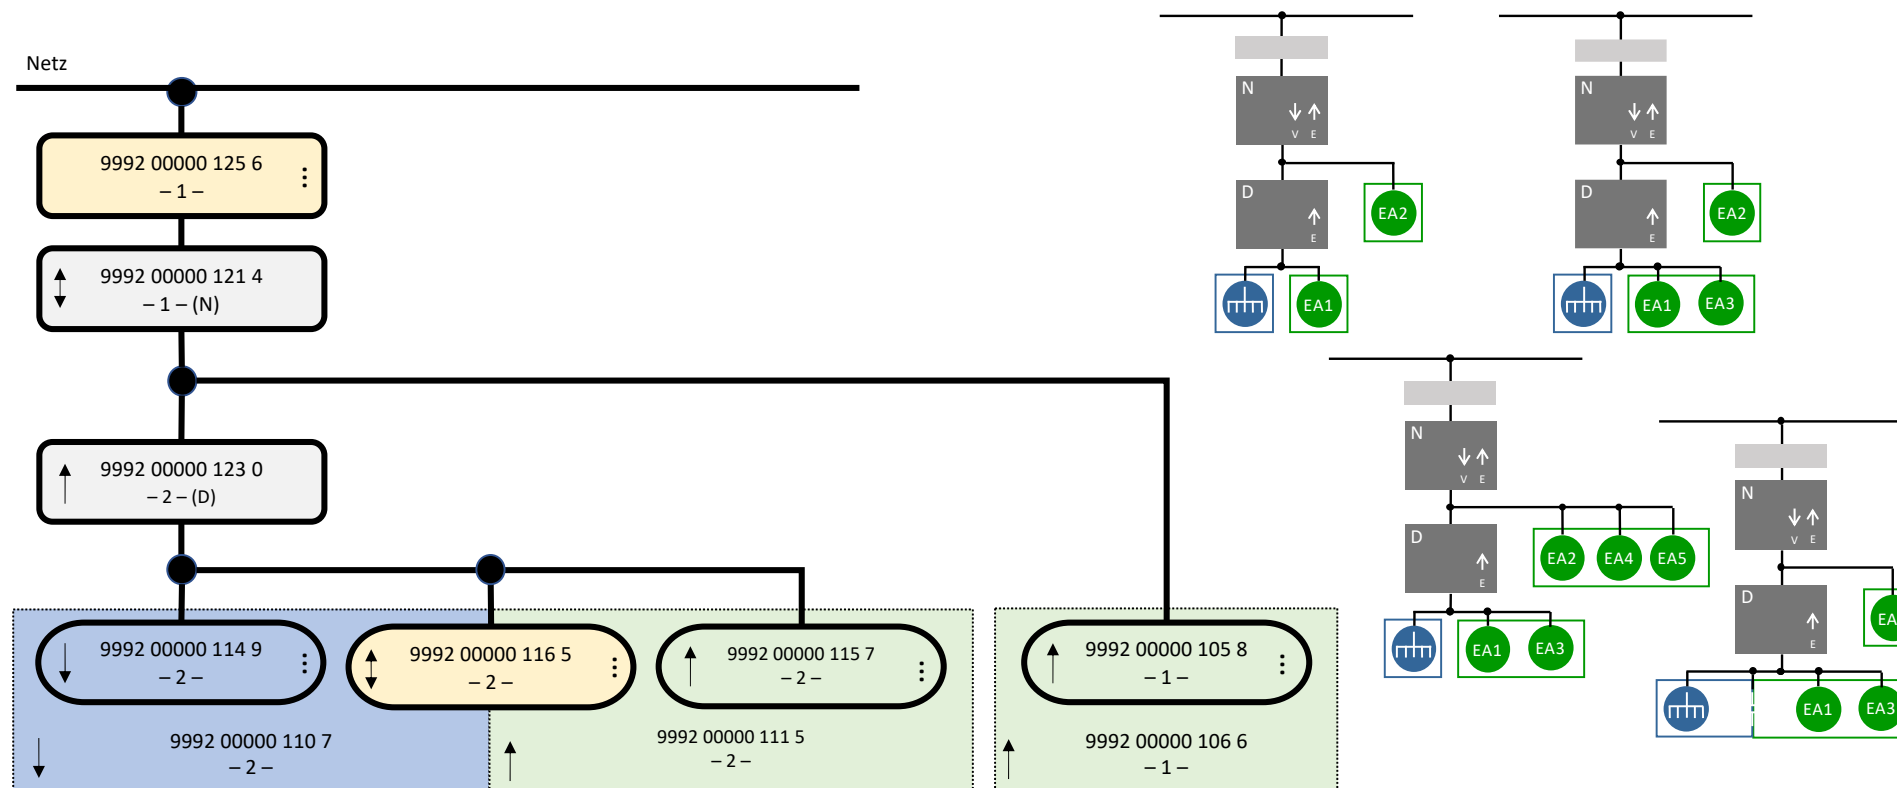 Netz
9992 00000 125 6
– 1 –
9992 00000 121 4
– 1 – (N)
9992 00000 123 0
– 2 – (D)
9992 00000 114 9
– 2 –
9992 00000 116 5
– 2 –
9992 00000 115 7
– 2 –
9992 00000 105 8
– 1 –
9992 00000 110 7
– 2 –
9992 00000 111 5
– 2 –
9992 00000 106 6
– 1 –
N
V E
D
E
EA2
EA1
N
V E
D
E
EA2
EA1 EA3
N
V E
D
E
EA2 EA4 EA5
EA1 EA3
N
V E
D
E
EA1 EA3